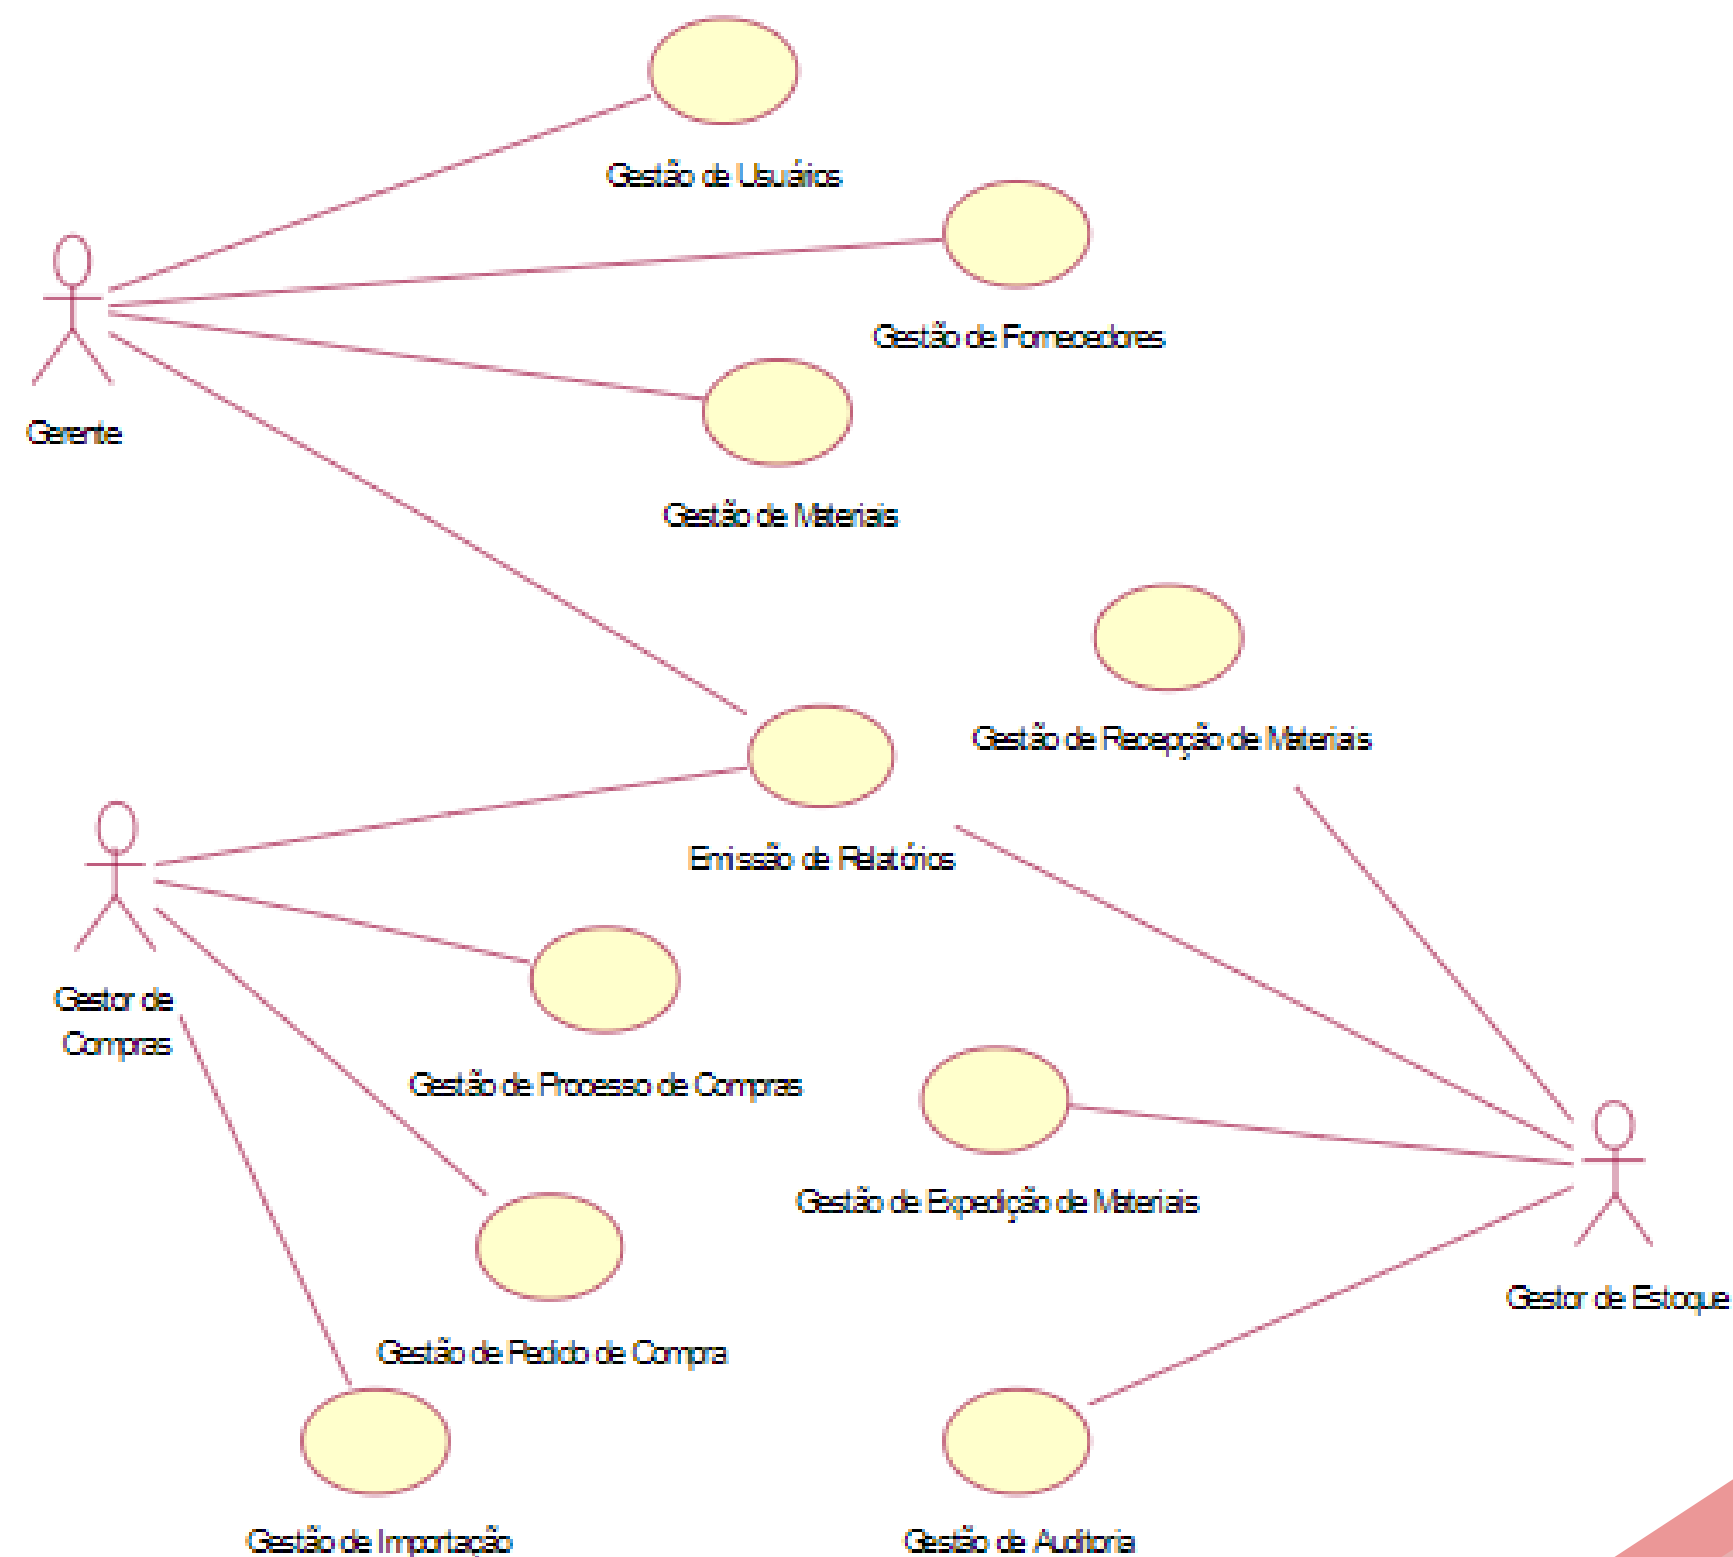 Gestão de Usuários
Gestão de Fornecedores
Gerente
Gestão de Materiais
Gestão de Recepção de Materiais
Emissão de Relatórios
Gestor de
Compras
Gestão de Processo de Compras
Gestão de Expedição de Materiais
Gestor de Estoque
Gestão de Pedido de Compra
Gestão de Importação
Gestão de Auditoria